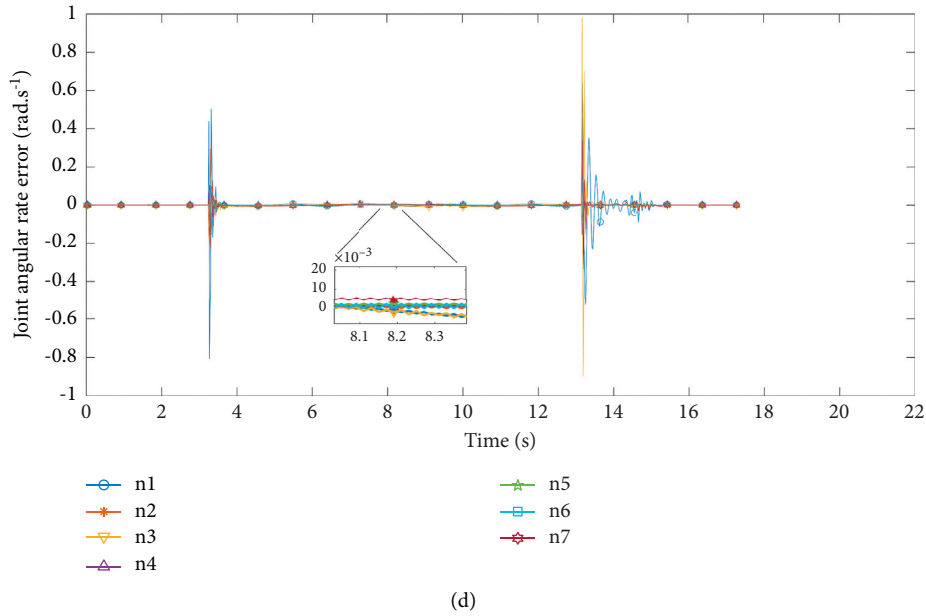 Joint angular rate error (rad.s-1)
1
0.8
0.6
0.4
0.2
0
-0.2
-0.4
-0.6
-0.8
-1
×10−3
20
10
0
8.1 8.2 8.3
0 2 4 6 8 10 12 14 16 18 20 22
Time (s)
n1
n2
n3
n4
n5
n6
n7
(d)